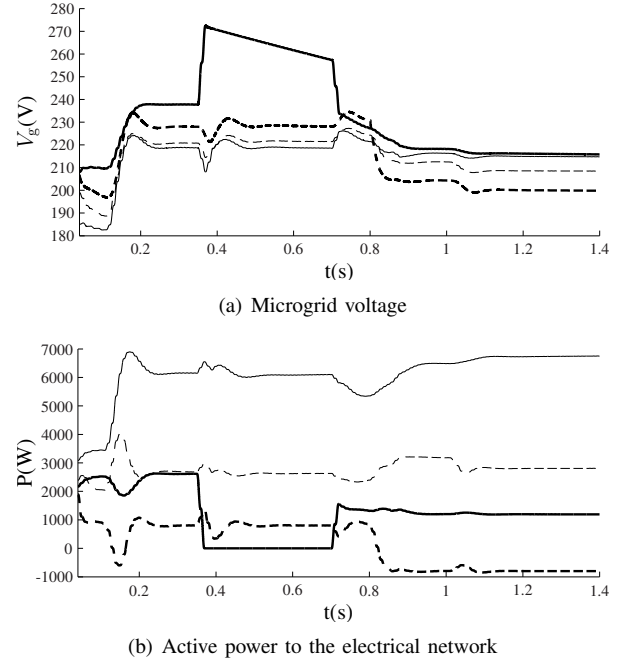 280
270
260
250
240
230
220
210
200
190
180
V_g(V)
0.2 0.4 0.6 0.8 1 1.2 1.4
t(s)
(a) Microgrid voltage
7000
6000
5000
4000
3000
2000
1000
0
-1000
P(W)
0.2 0.4 0.6 0.8 1 1.2 1.4
t(s)
(b) Active power to the electrical network